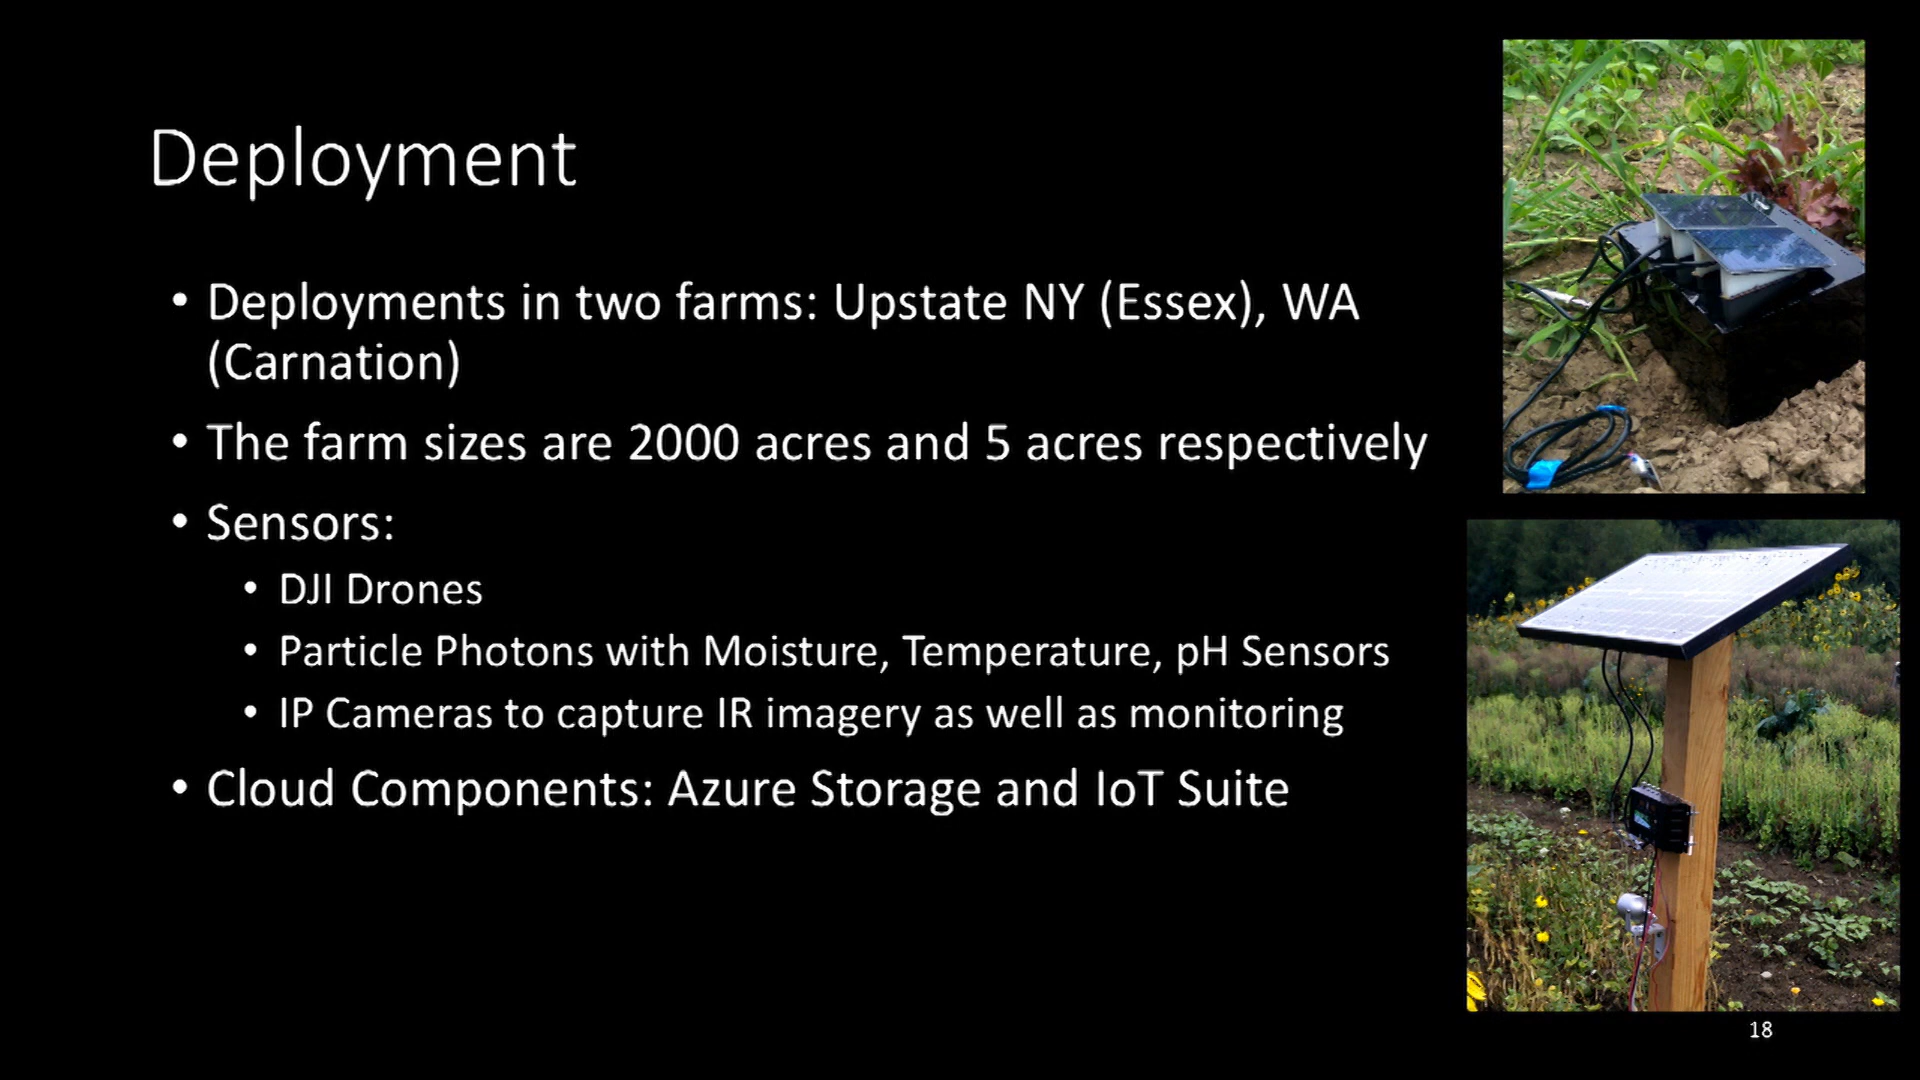 Deployment
• Deployments in two farms: Upstate NY (Essex), WA
(Carnation)
• The farm sizes are 2000 acres and 5 acres respectively
• Sensors:
• DJI Drones
• Particle Photons with Moisture, Temperature, pH Sensors
• IP Cameras to capture IR imagery as well as monitoring
• Cloud Components: Azure Storage and IoT Suite
18